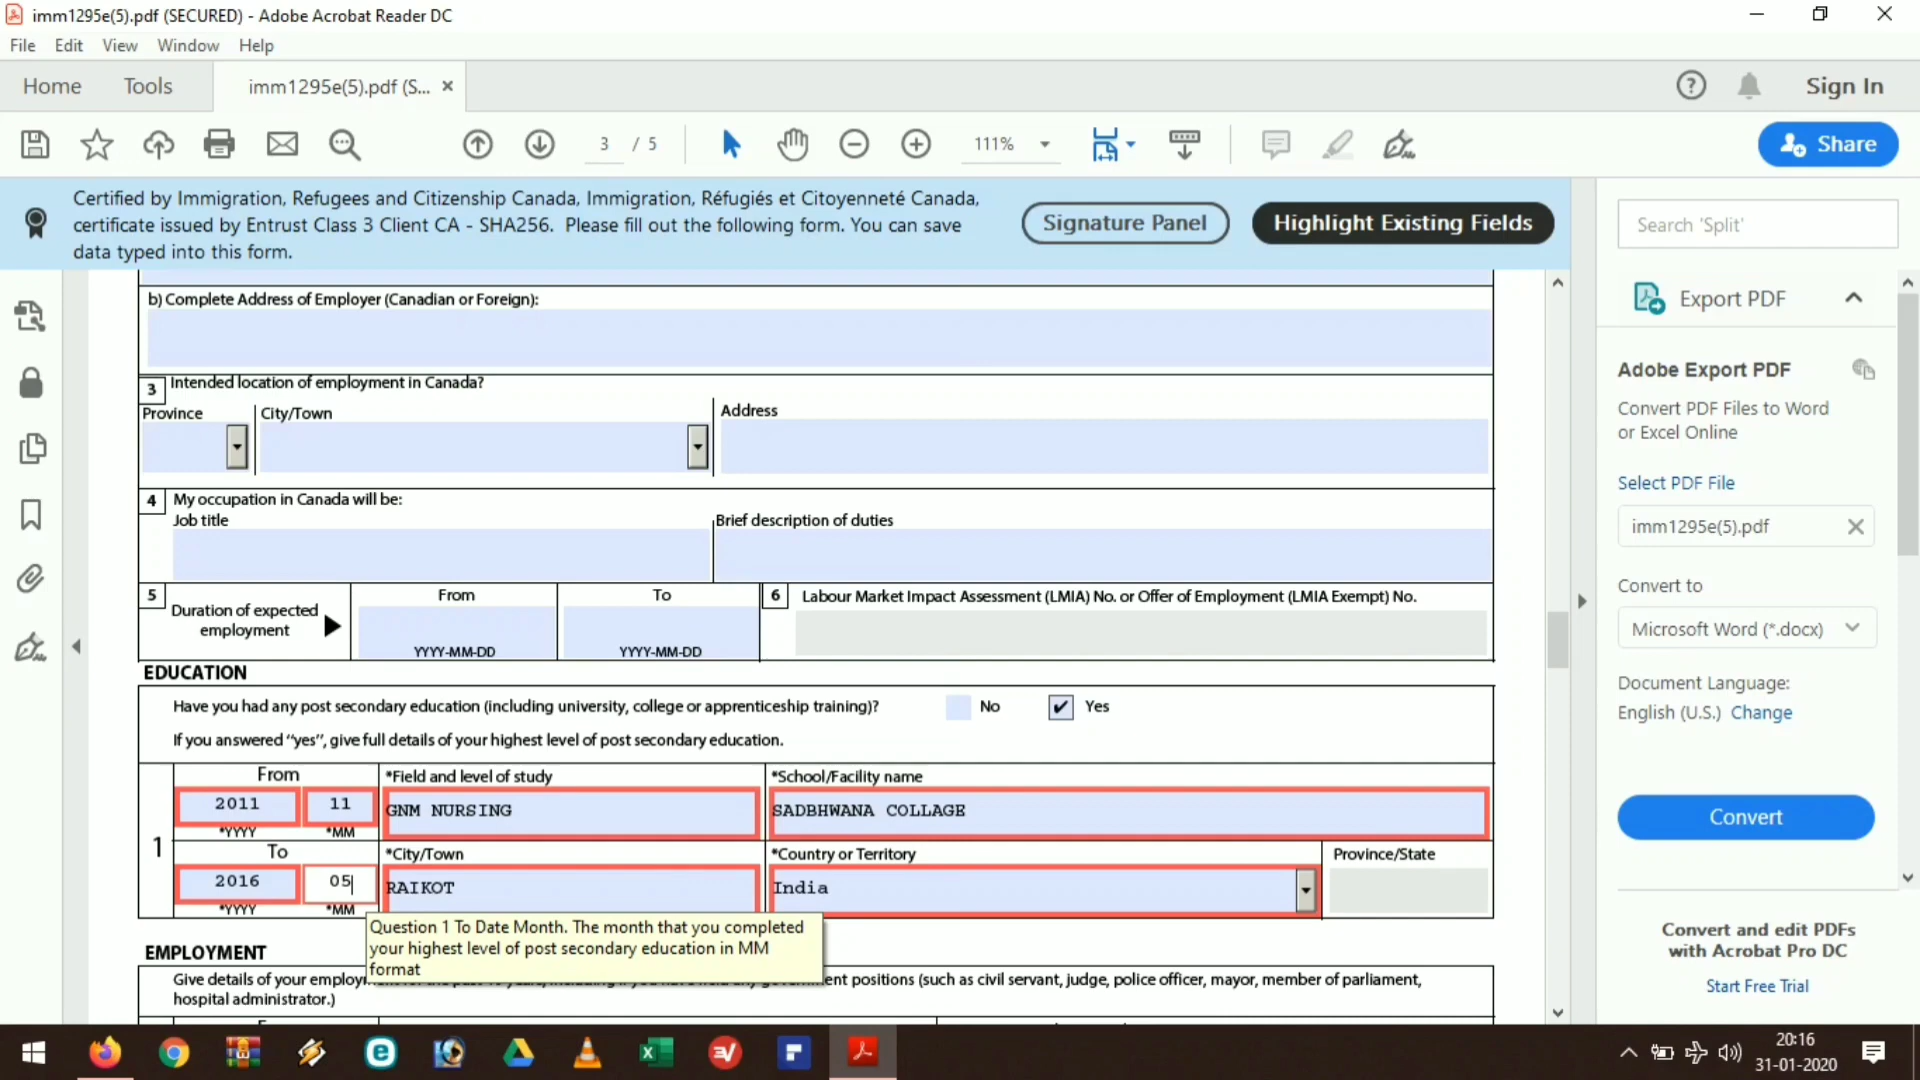 imm1295e(5).pdf (SECURED) - Adobe Acrobat Reader DC
File Edit View Window Help
Home Tools imm1295e(5).pdf (S... × Sign In
3 / 5 111% Share
Certified by Immigration, Refugees and Citizenship Canada, Immigration, Réfugiés et Citoyenneté Canada,
certificate issued by Entrust Class 3 Client CA - SHA256. Please fill out the following form. You can save
data typed into this form.
Signature Panel
Highlight Existing Fields
b) Complete Address of Employer (Canadian or Foreign):
3 Intended location of employment in Canada?
Province City/Town Address
4 My occupation in Canada will be:
Job title Brief description of duties
5 Duration of expected
employment
From To
YYYY-MM-DD YYYY-MM-DD
6 Labour Market Impact Assessment (LMIA) No. or Offer of Employment (LMIA Exempt) No.
EDUCATION
Have you had any post secondary education (including university, college or apprenticeship training)? No ✔ Yes
If you answered "yes", give full details of your highest level of post secondary education.
From *Field and level of study *School/Facility name
2011 11 GNM NURSING SADBHWANA COLLAGE
*YYYY *MM
1
To *City/Town *Country or Territory Province/State
2016 05 RAIKOT India
*YYYY *MM
Question 1 To Date Month. The month that you completed
your highest level of post secondary education in MM
format
EMPLOYMENT
Give details of your employ
ent positions (such as civil servant, judge, police officer, mayor, member of parliament,
hospital administrator.)
Search 'Split'
Export PDF
Adobe Export PDF
Convert PDF Files to Word
or Excel Online
Select PDF File
imm1295e(5).pdf
Convert to
Microsoft Word (*.docx)
Document Language:
English (U.S.) Change
Convert
Convert and edit PDFs
with Acrobat Pro DC
Start Free Trial
20:16
31-01-2020